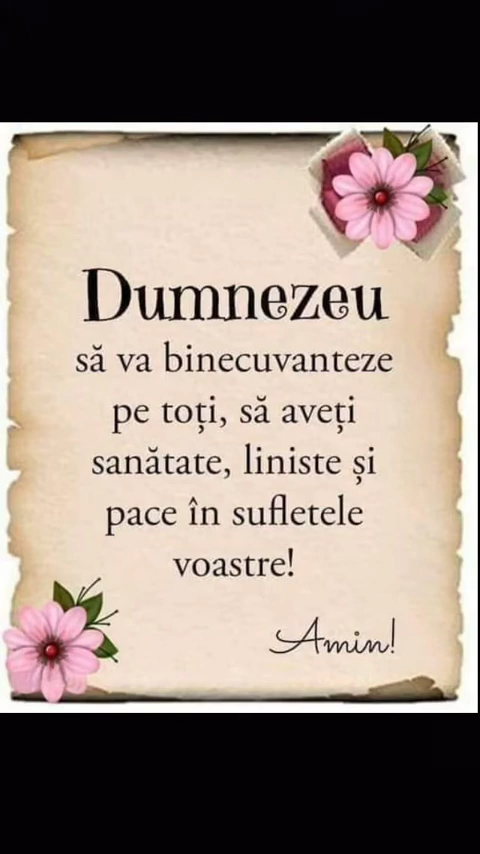 Dumnezeu
să va binecuvanteze
pe toți, să aveți
sanătate, liniste și
pace în sufletele
voastre!
Amin!